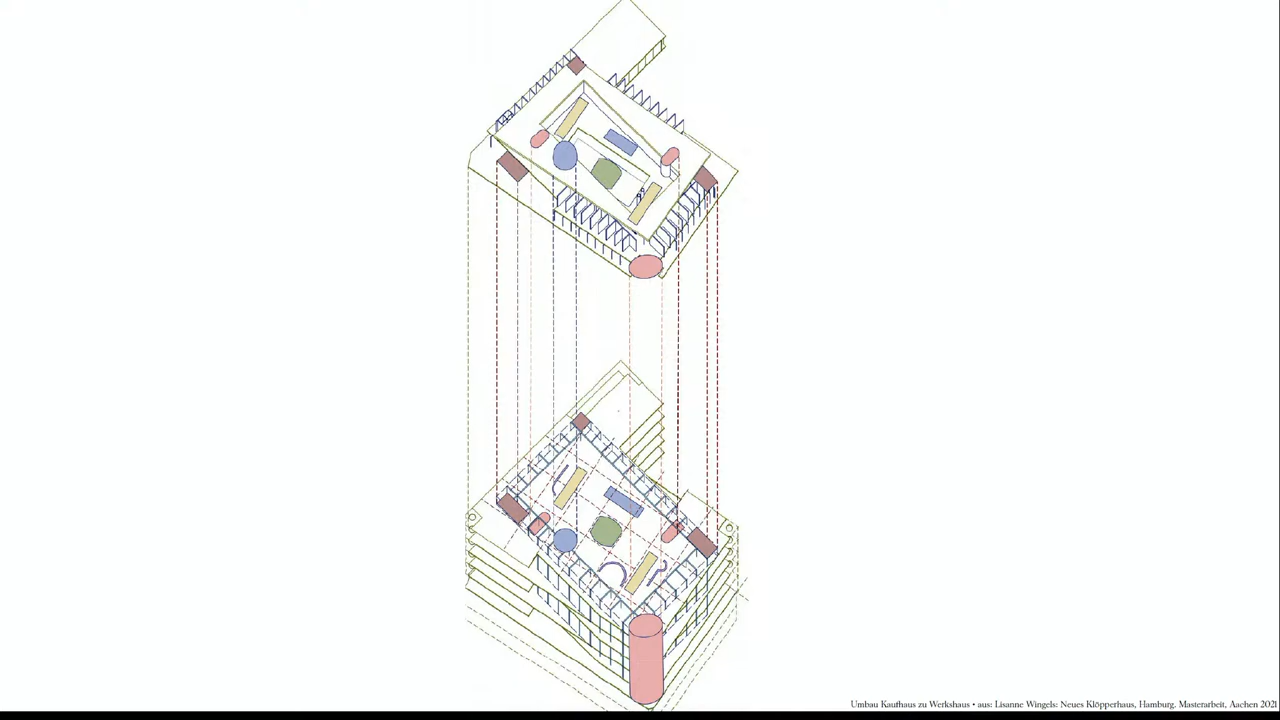 Umbau Kaufhaus zu Werkshaus • aus: Lisanne Wingels: Neues Klöpperhaus, Hamburg. Masterarbeit, Aachen 2021